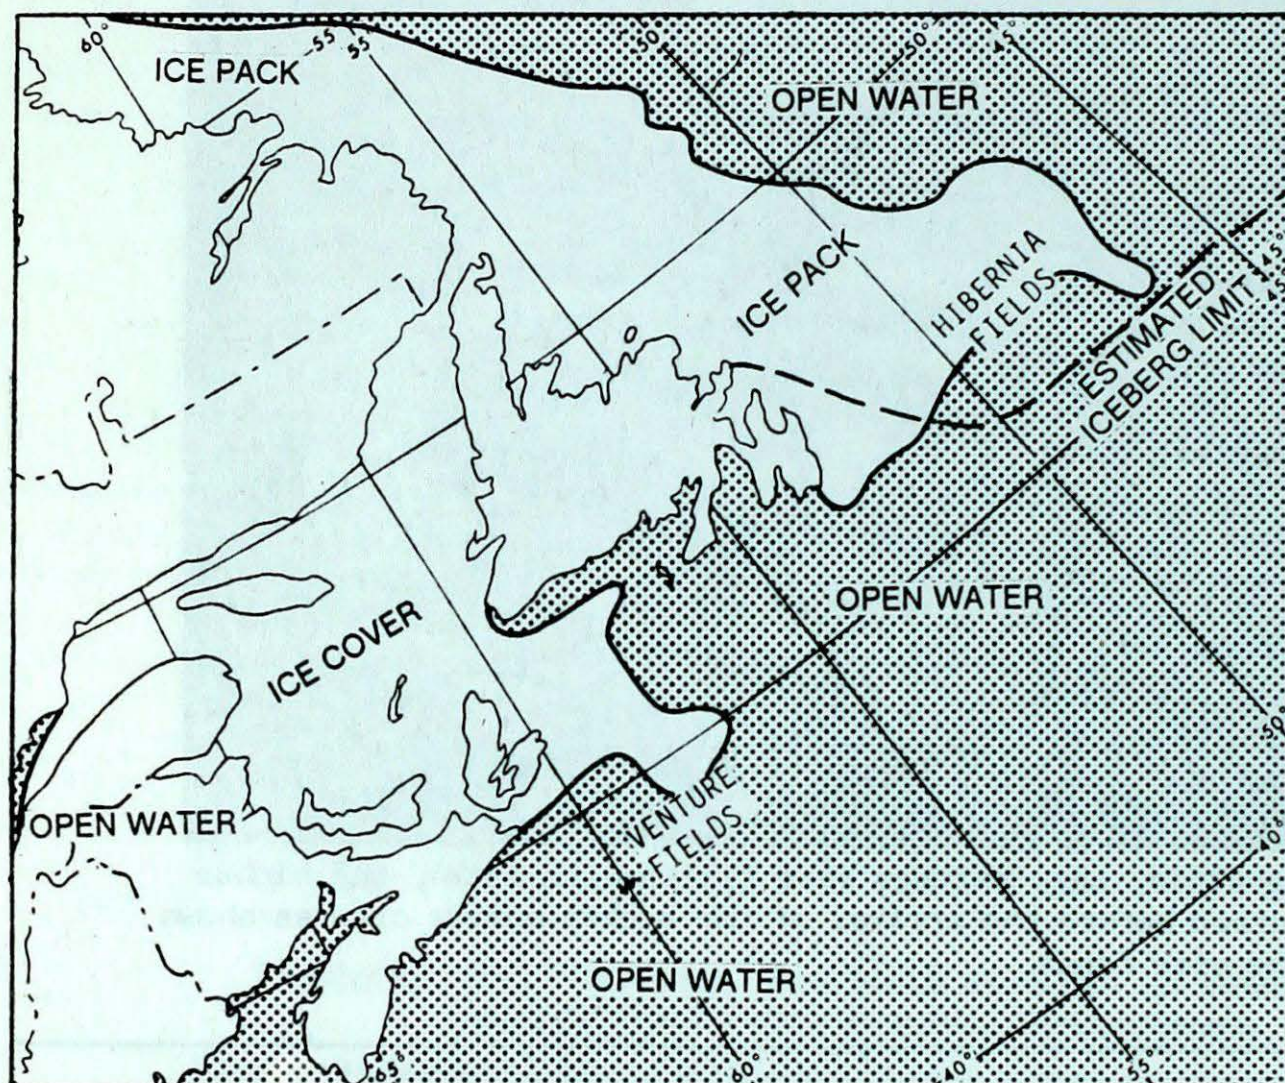 60°
55°
55°
50°
50°
45°
ICE PACK
OPEN WATER
ICE PACK
HIBERNIA
FIELDS
45°
ESTIMATED
ICEBERG LIMIT
OPEN WATER
ICE COVER
50°
VENTURE
FIELDS
OPEN WATER
40°
OPEN WATER
65°
60°
40°
55°